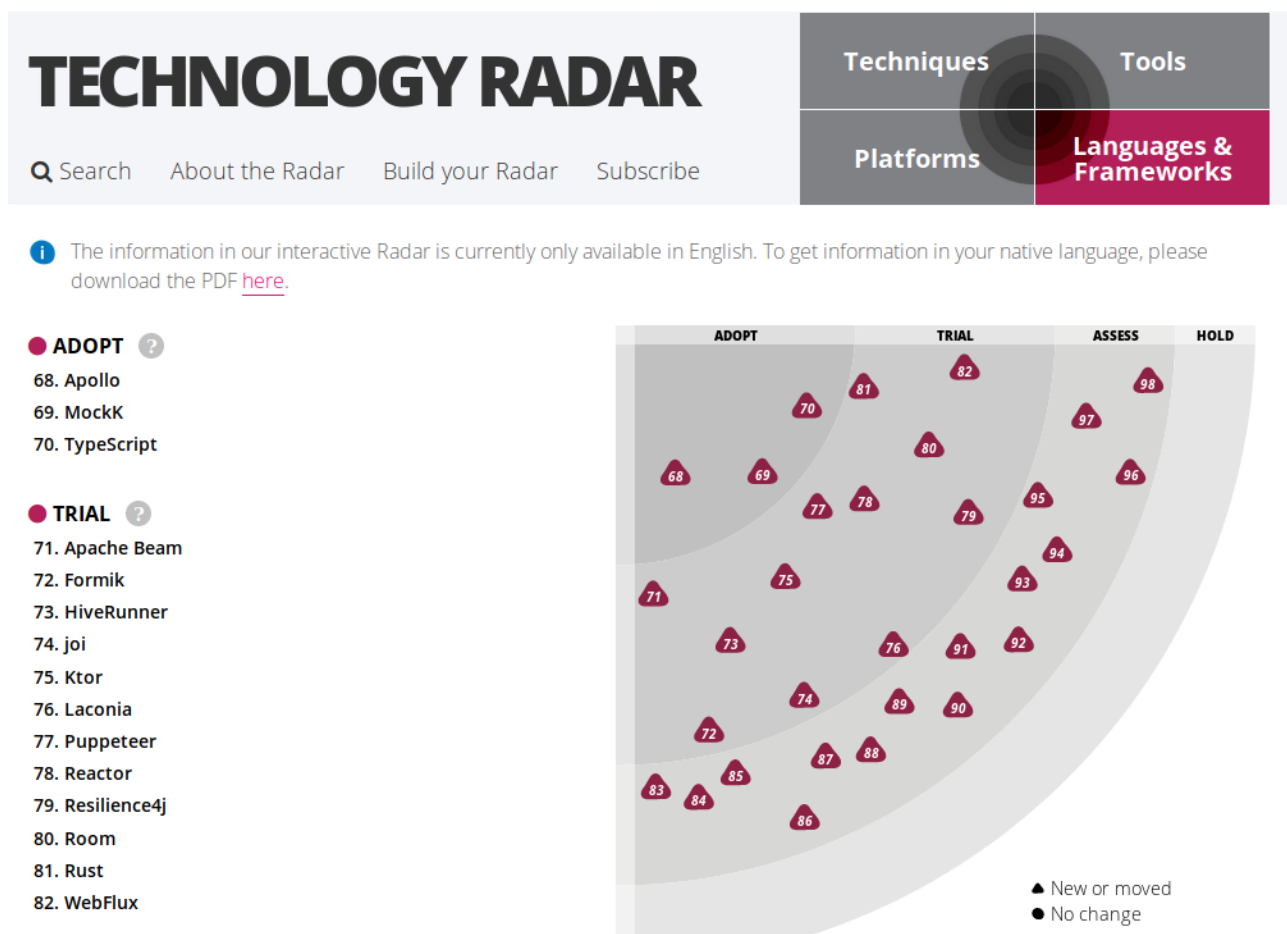 TECHNOLOGY RADAR
Search About the Radar Build your Radar Subscribe
Techniques
Tools
Platforms
Languages &
Frameworks
The information in our interactive Radar is currently only available in English. To get information in your native language, please
download the PDF here.
ADOPT ?
68. Apollo
69. MockK
70. TypeScript
TRIAL ?
71. Apache Beam
72. Formik
73. HiveRunner
74. joi
75. Ktor
76. Laconia
77. Puppeteer
78. Reactor
79. Resilience4j
80. Room
81. Rust
82. WebFlux
ADOPT TRIAL ASSESS HOLD
82
98
81
70
97
80
96
68
69
95
78
77
79
94
75
93
71
92
73
76
91
74
89
90
72
88
87
85
83
84
86
New or moved
No change